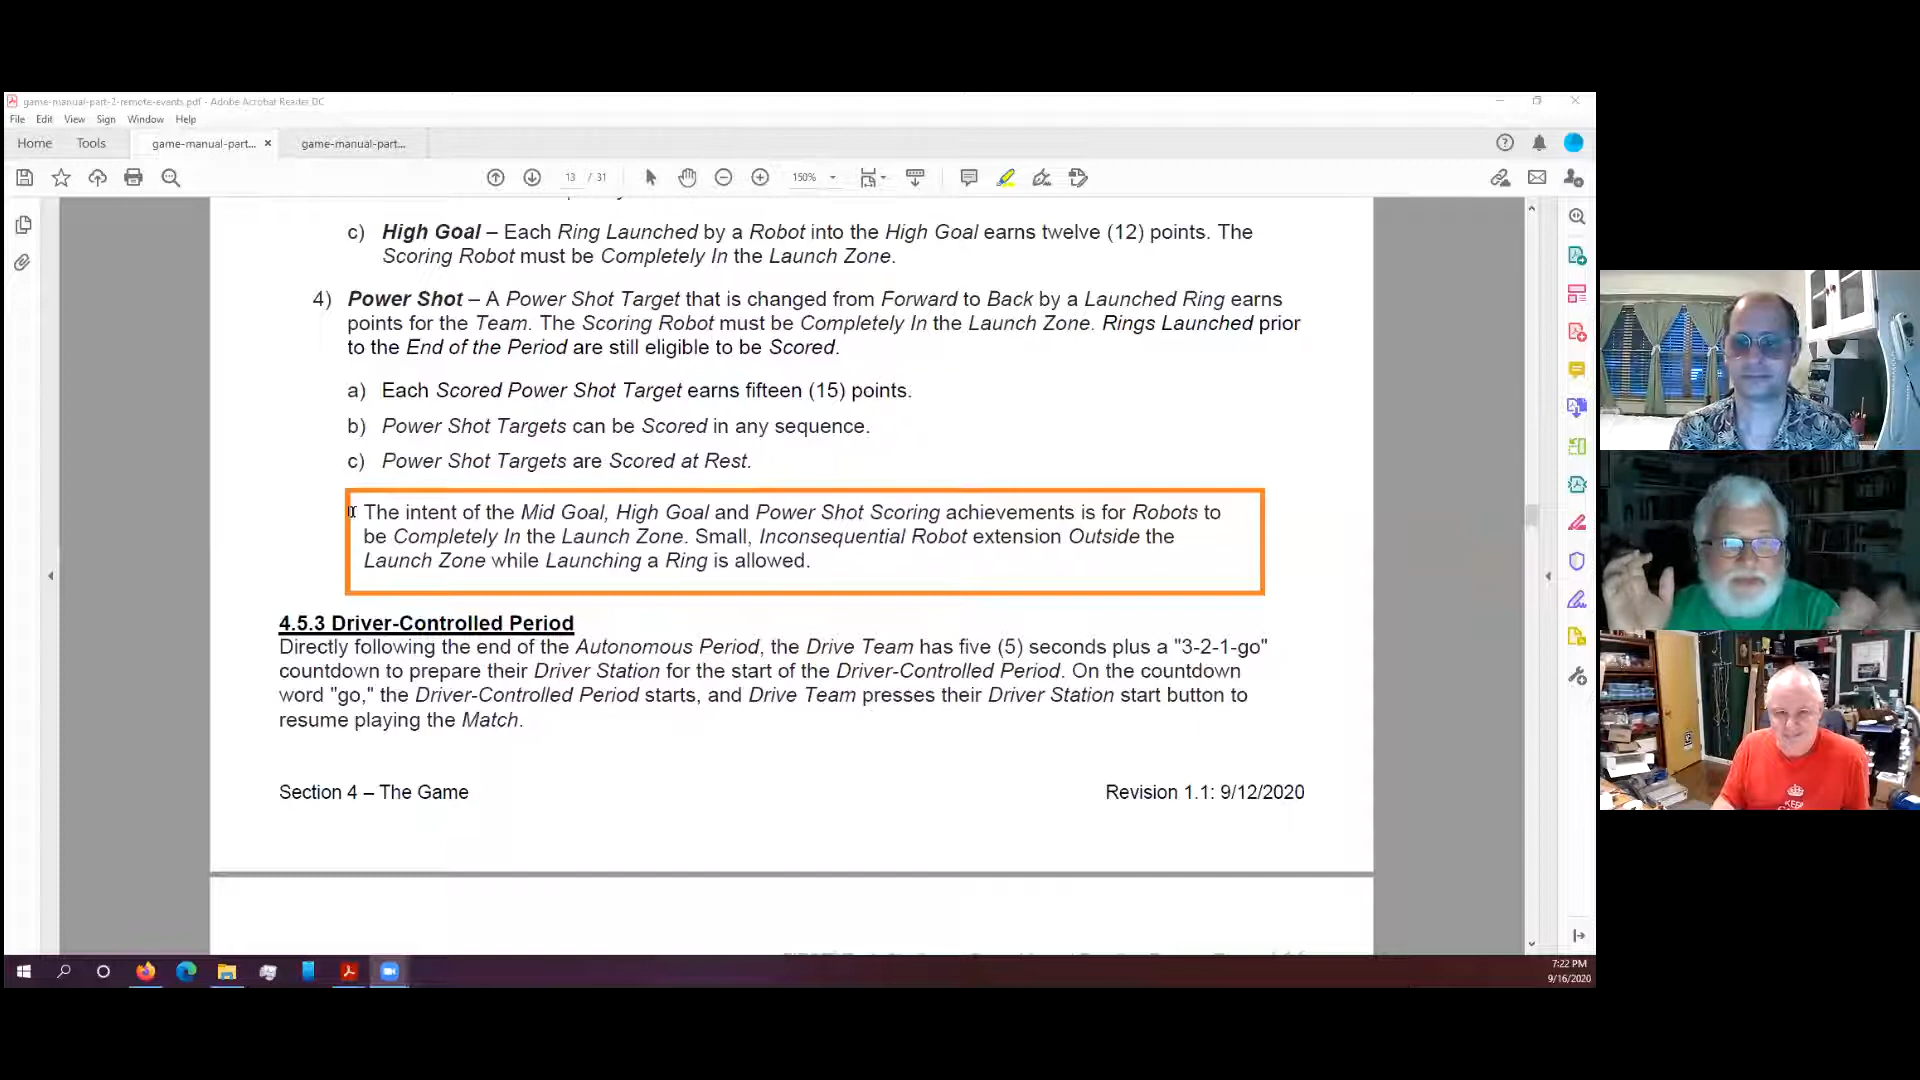 game-manual-part-2-remote-events.pdf - Adobe Acrobat Reader DC
File Edit View Sign Window Help
Home Tools game-manual-part... × game-manual-part...
13 / 31 150%
c) High Goal – Each Ring Launched by a Robot into the High Goal earns twelve (12) points. The
Scoring Robot must be Completely In the Launch Zone.
4) Power Shot – A Power Shot Target that is changed from Forward to Back by a Launched Ring earns
points for the Team. The Scoring Robot must be Completely In the Launch Zone. Rings Launched prior
to the End of the Period are still eligible to be Scored.
a) Each Scored Power Shot Target earns fifteen (15) points.
b) Power Shot Targets can be Scored in any sequence.
c) Power Shot Targets are Scored at Rest.
The intent of the Mid Goal, High Goal and Power Shot Scoring achievements is for Robots to
be Completely In the Launch Zone. Small, Inconsequential Robot extension Outside the
Launch Zone while Launching a Ring is allowed.
4.5.3 Driver-Controlled Period
Directly following the end of the Autonomous Period, the Drive Team has five (5) seconds plus a "3-2-1-go"
countdown to prepare their Driver Station for the start of the Driver-Controlled Period. On the countdown
word "go," the Driver-Controlled Period starts, and Drive Team presses their Driver Station start button to
resume playing the Match.
Section 4 – The Game Revision 1.1: 9/12/2020
7:22 PM
9/16/2020
KEEP